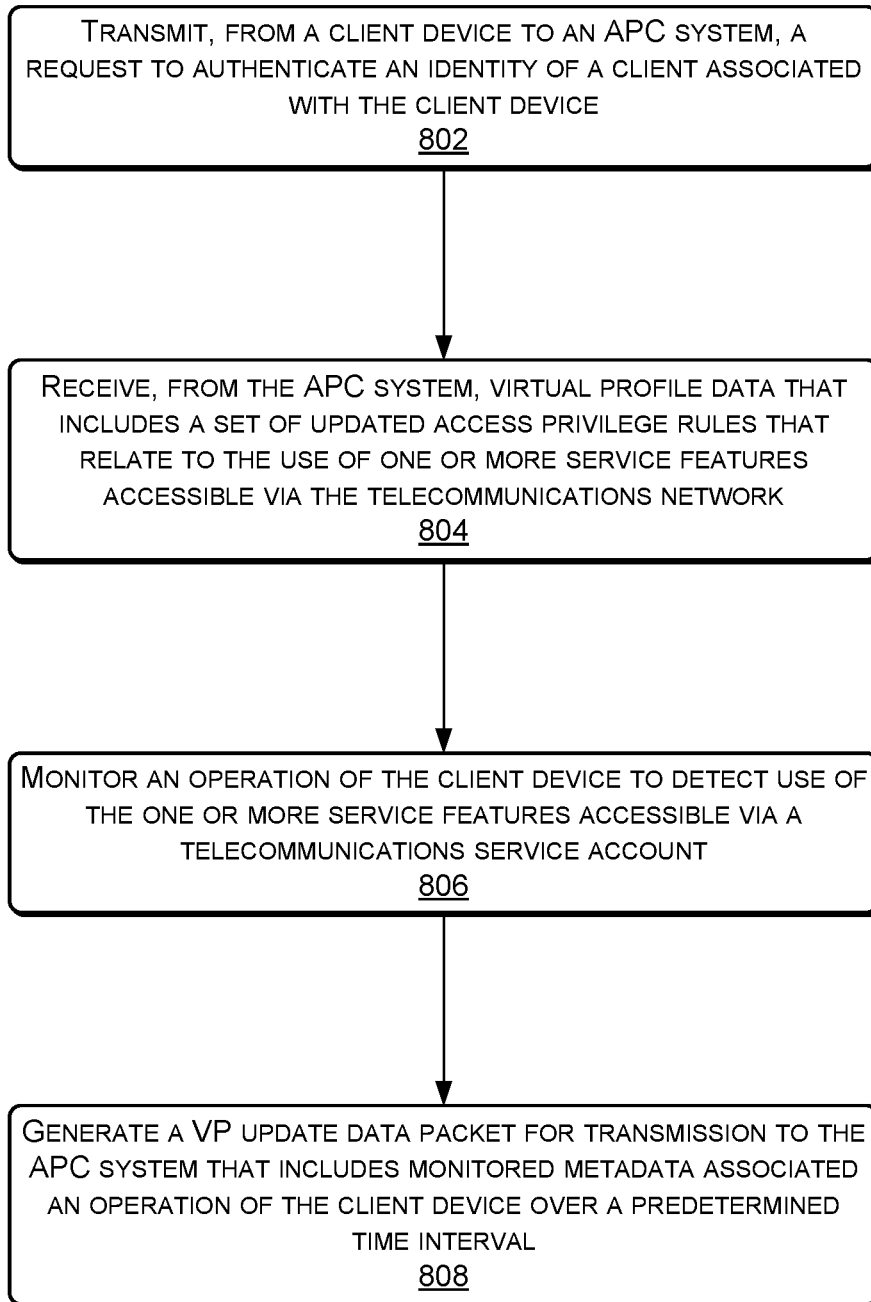 TRANSMIT, FROM A CLIENT DEVICE TO AN APC SYSTEM, A
REQUEST TO AUTHENTICATE AN IDENTITY OF A CLIENT ASSOCIATED
WITH THE CLIENT DEVICE
802
RECEIVE, FROM THE APC SYSTEM, VIRTUAL PROFILE DATA THAT
INCLUDES A SET OF UPDATED ACCESS PRIVILEGE RULES THAT
RELATE TO THE USE OF ONE OR MORE SERVICE FEATURES
ACCESSIBLE VIA THE TELECOMMUNICATIONS NETWORK
804
MONITOR AN OPERATION OF THE CLIENT DEVICE TO DETECT USE OF
THE ONE OR MORE SERVICE FEATURES ACCESSIBLE VIA A
TELECOMMUNICATIONS SERVICE ACCOUNT
806
GENERATE A VP UPDATE DATA PACKET FOR TRANSMISSION TO THE
APC SYSTEM THAT INCLUDES MONITORED METADATA ASSOCIATED
AN OPERATION OF THE CLIENT DEVICE OVER A PREDETERMINED
TIME INTERVAL
808